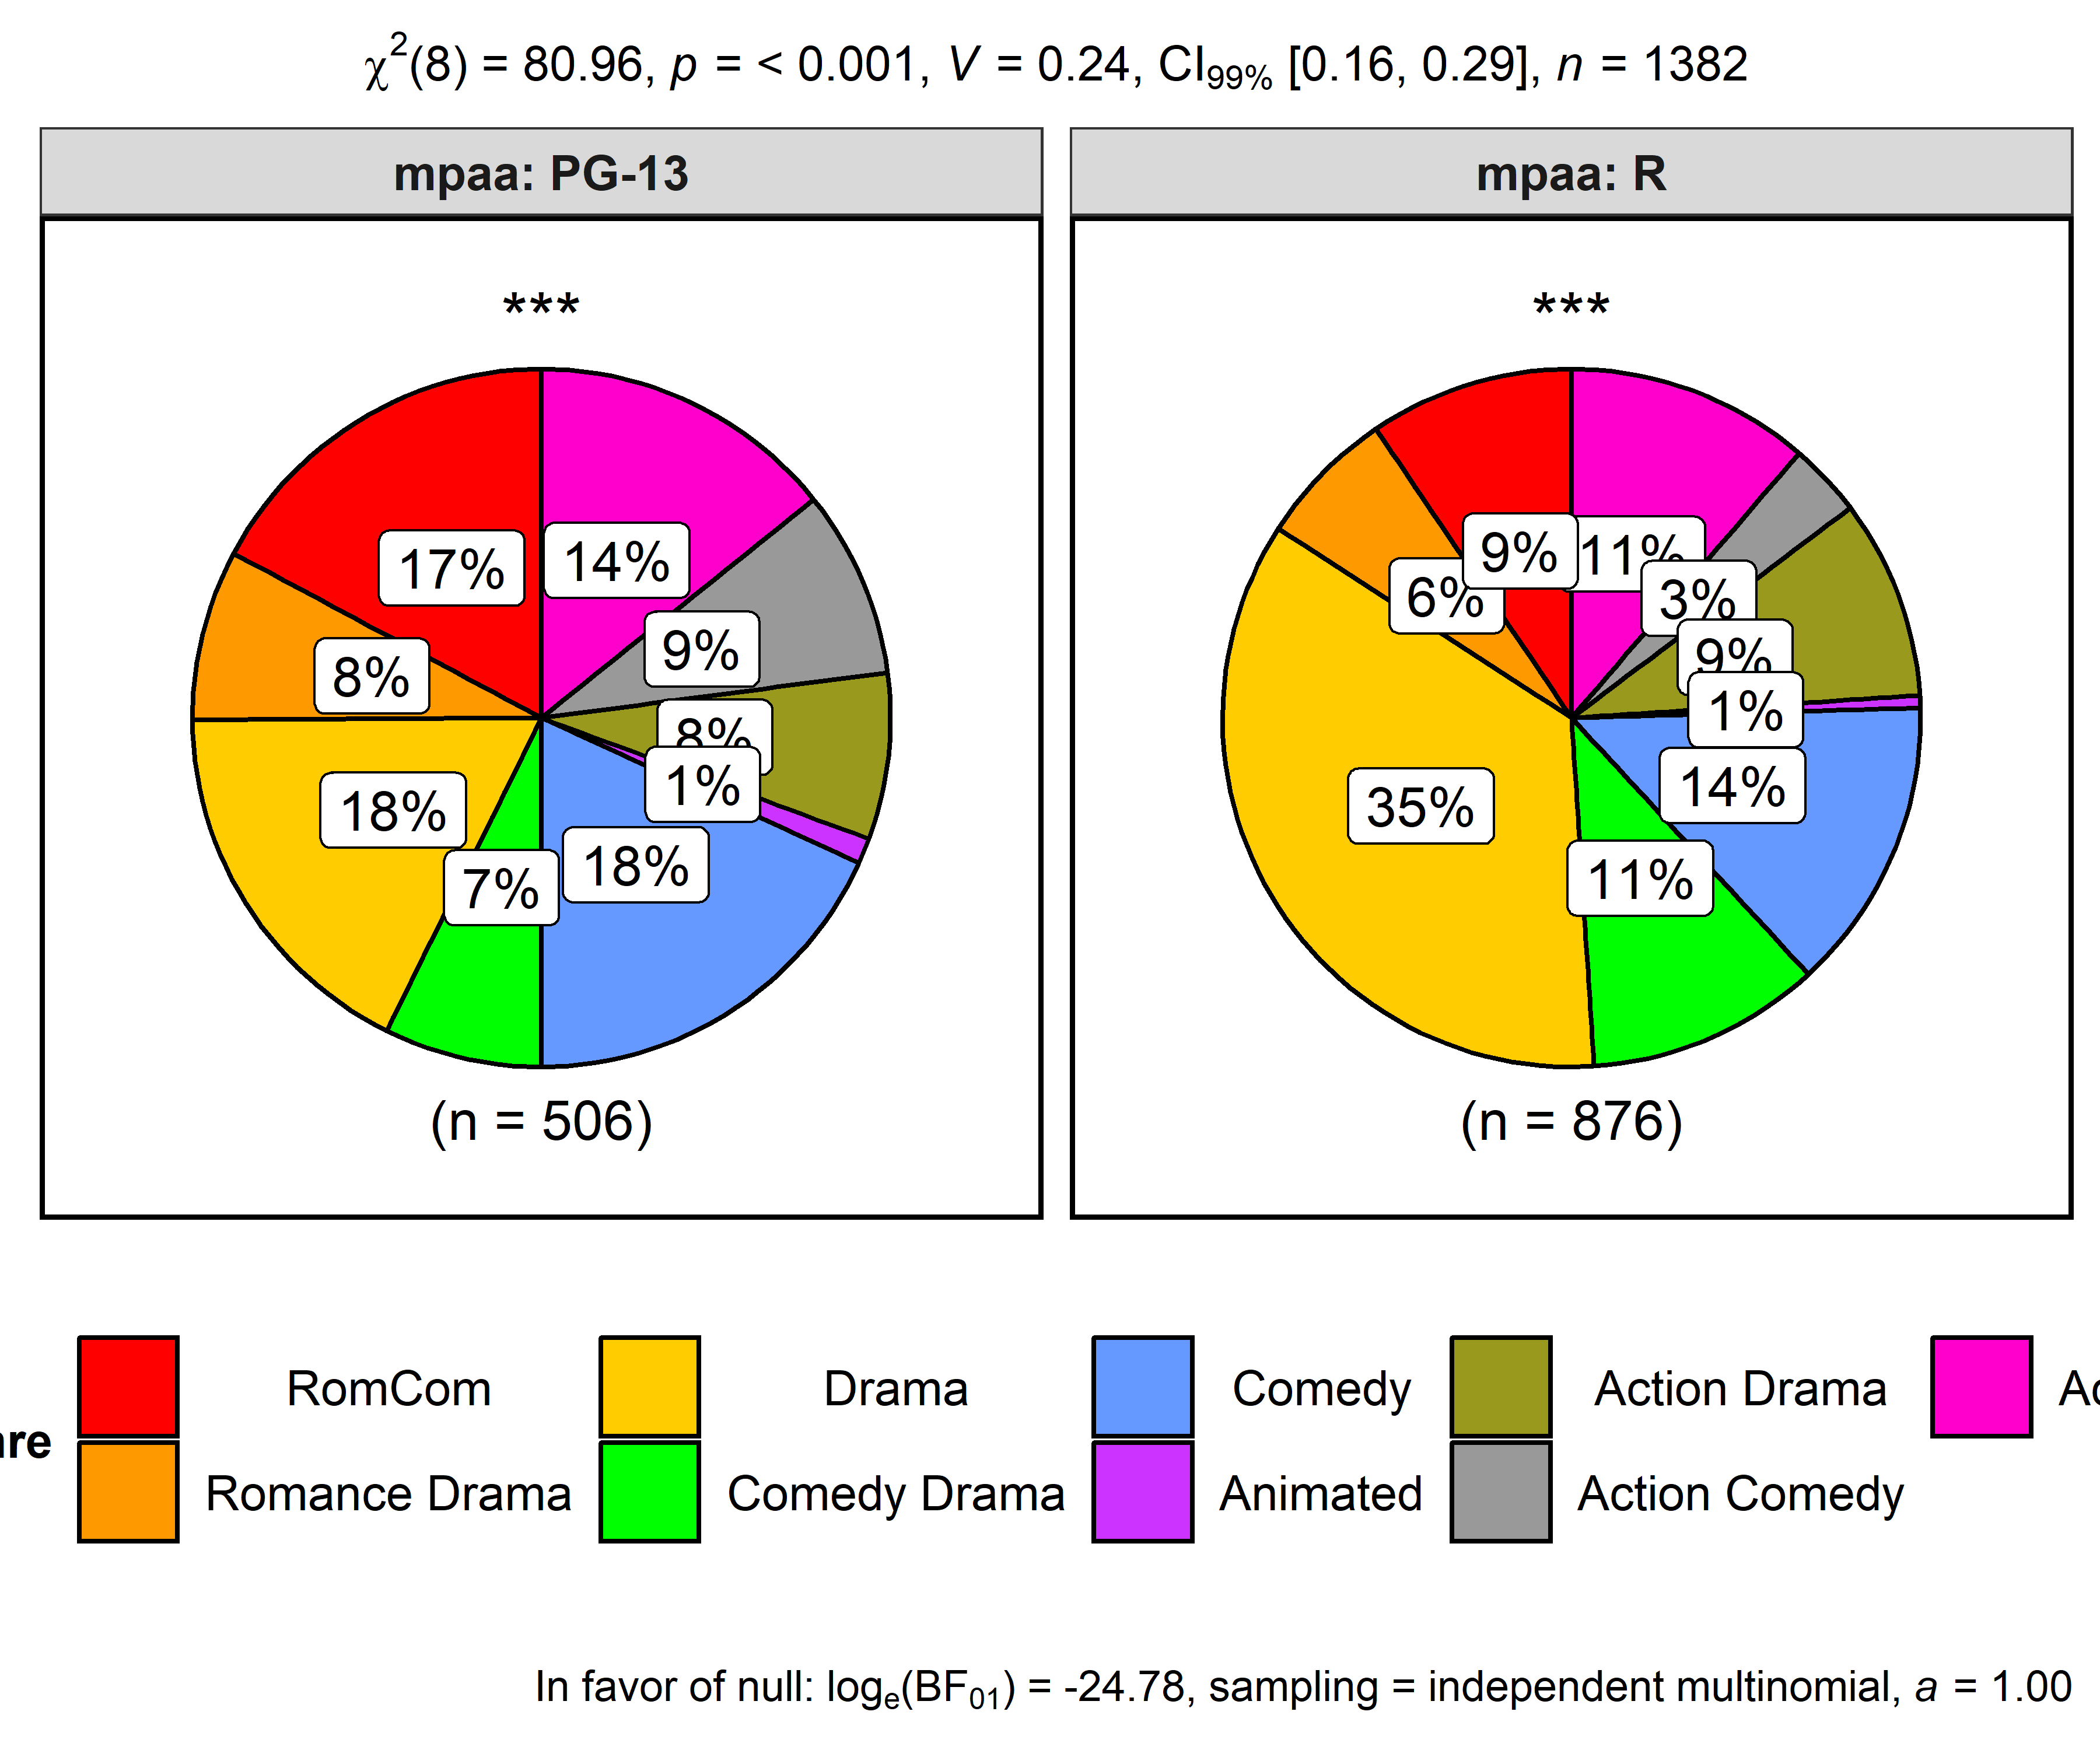 χ²(8) = 80.96, p = < 0.001, V = 0.24, CI99% [0.16, 0.29], n = 1382
mpaa: PG-13
***
17%
14%
9%
8%
8%
1%
18%
18%
7%
(n = 506)
mpaa: R
***
9%
11%
3%
6%
9%
1%
14%
35%
11%
(n = 876)
RomCom
Drama
Comedy
Action Drama
Romance Drama
Comedy Drama
Animated
Action Comedy
In favor of null: loge(BF01) = -24.78, sampling = independent multinomial, a = 1.00